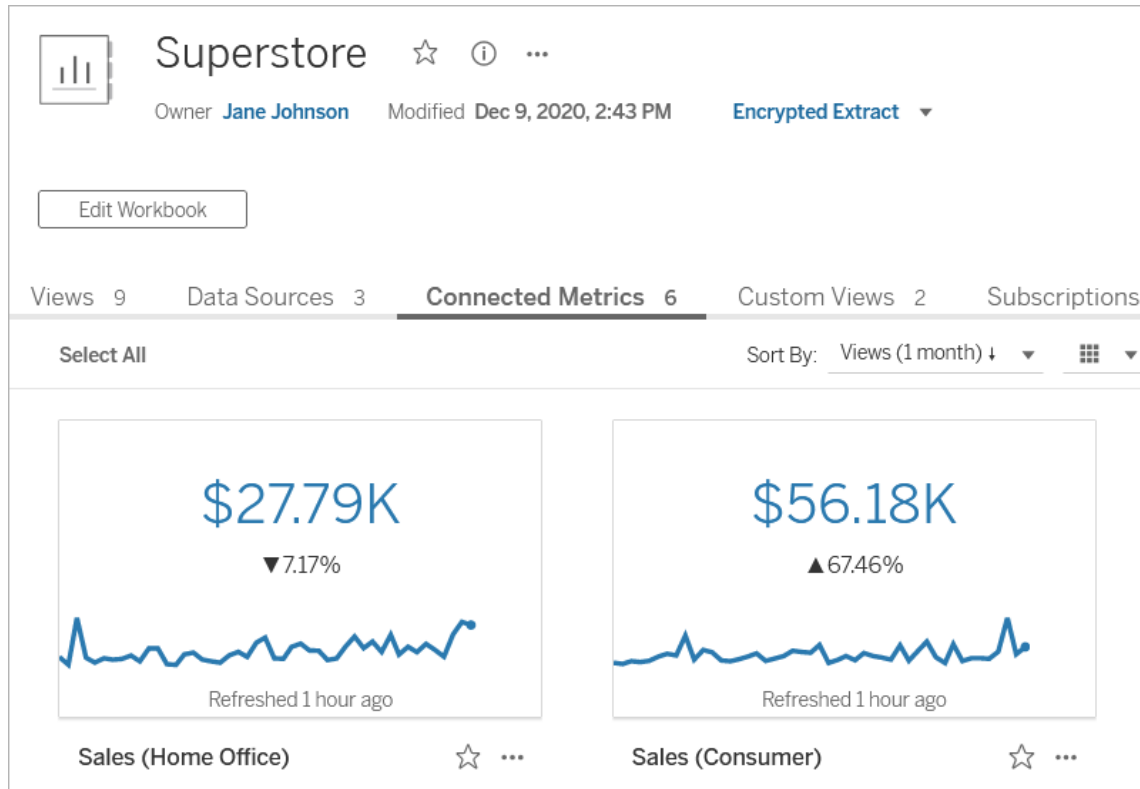 Superstore
Owner Jane Johnson Modified Dec 9, 2020, 2:43 PM Encrypted Extract
Edit Workbook
Views 9 Data Sources 3 Connected Metrics 6 Custom Views 2 Subscriptions
Select All Sort By: Views (1 month) ↓
$27.79K $56.18K
▼7.17% ▲67.46%
Refreshed 1 hour ago Refreshed 1 hour ago
Sales (Home Office) Sales (Consumer)